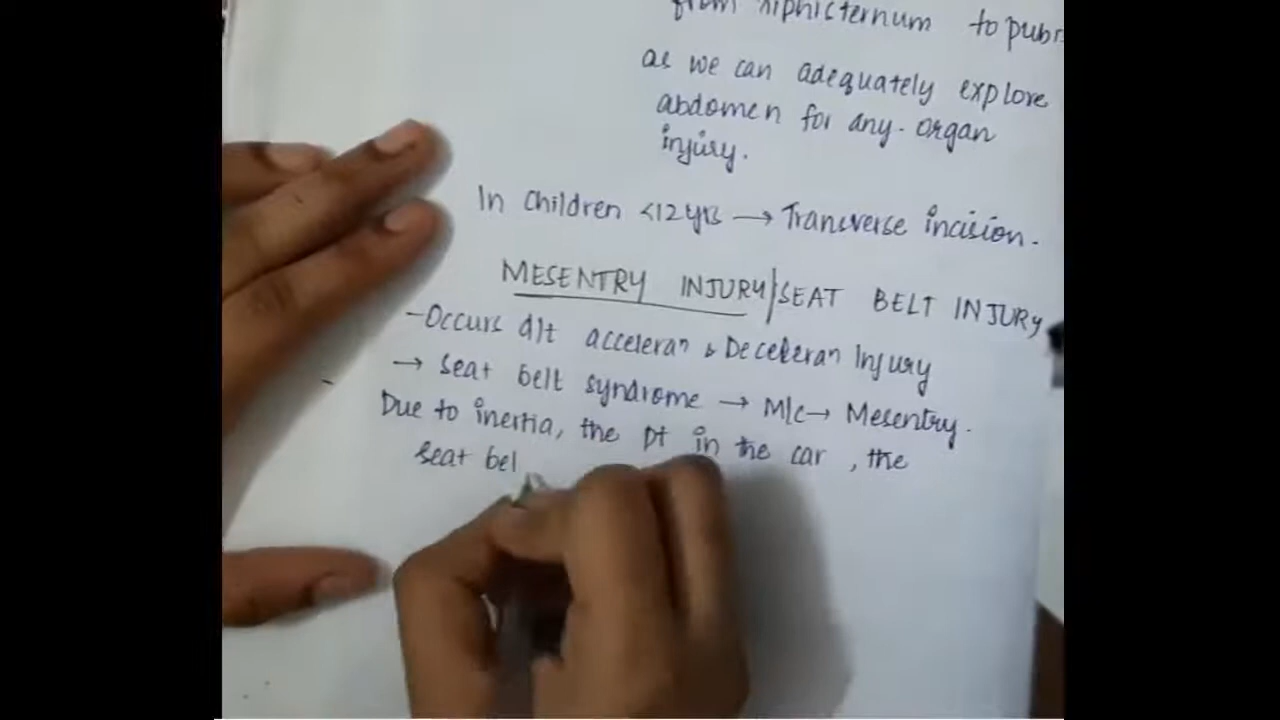 from xiphisternum to pubi
as we can adequately explore
abdomen for any organ
injury.
In children <12 yrs → Transverse incision.
MESENTRY INJURY/SEAT BELT INJURY
-Occurs d/t acceleran & Deceleran Injury
→ seat belt syndrome → M/c → Mesentry.
Due to inertia, the pt in the car, the
seat bel